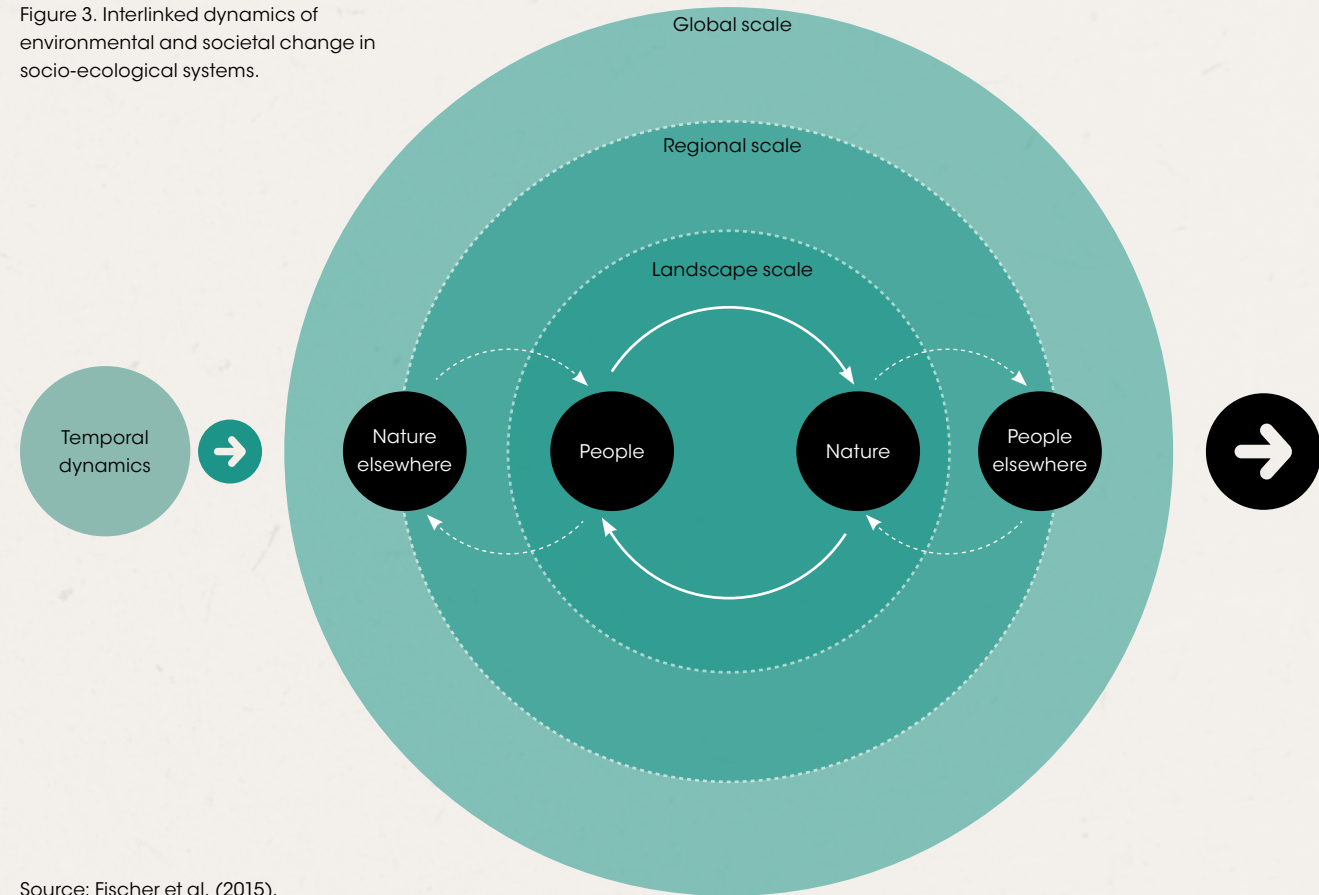 Figure 3. Interlinked dynamics of
environmental and societal change in
socio-ecological systems.
Global scale
Regional scale
Landscape scale
Temporal
dynamics
Nature
elsewhere
People
Nature
People
elsewhere
Source: Fischer et al. (2015).